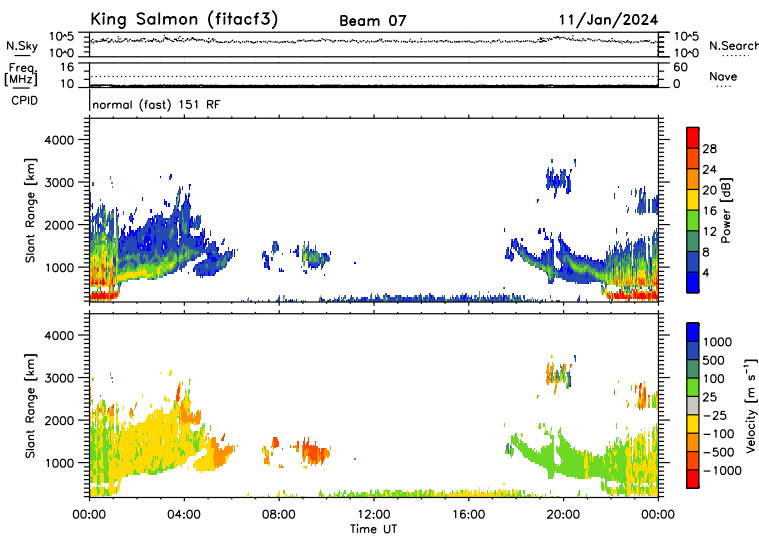 King Salmon (fitacf3) Beam 07 11/Jan/2024
N.Sky 10^5 10^0 10^5 10^0 N.Search
Freq. [MHz] 16 10 60 0 Nave
CPID normal (fast) 151 RF
Slant Range [km]
4000
3000
2000
1000
28
24
20
16
12
8
4
Power [dB]
Slant Range [km]
4000
3000
2000
1000
1000
500
100
25
-25
-100
-500
-1000
Velocity [m s⁻¹]
00:00 04:00 08:00 12:00 16:00 20:00 00:00
Time UT